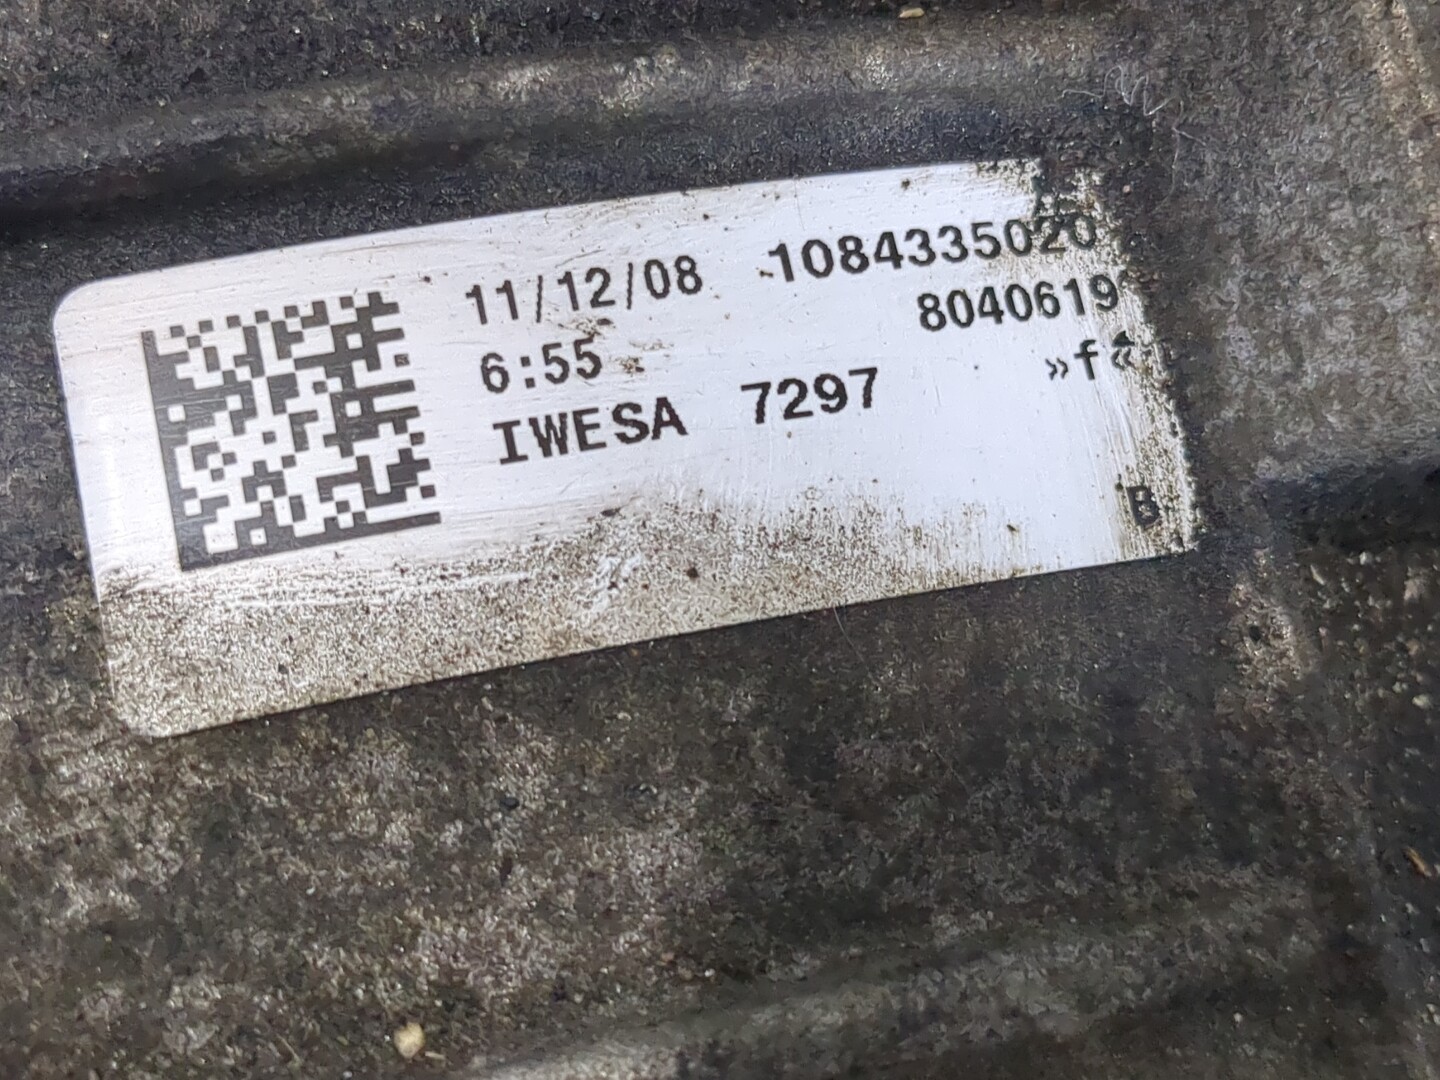 11/12/08 1084335020
6:55 8040619
»f«
IWESA 7297
B